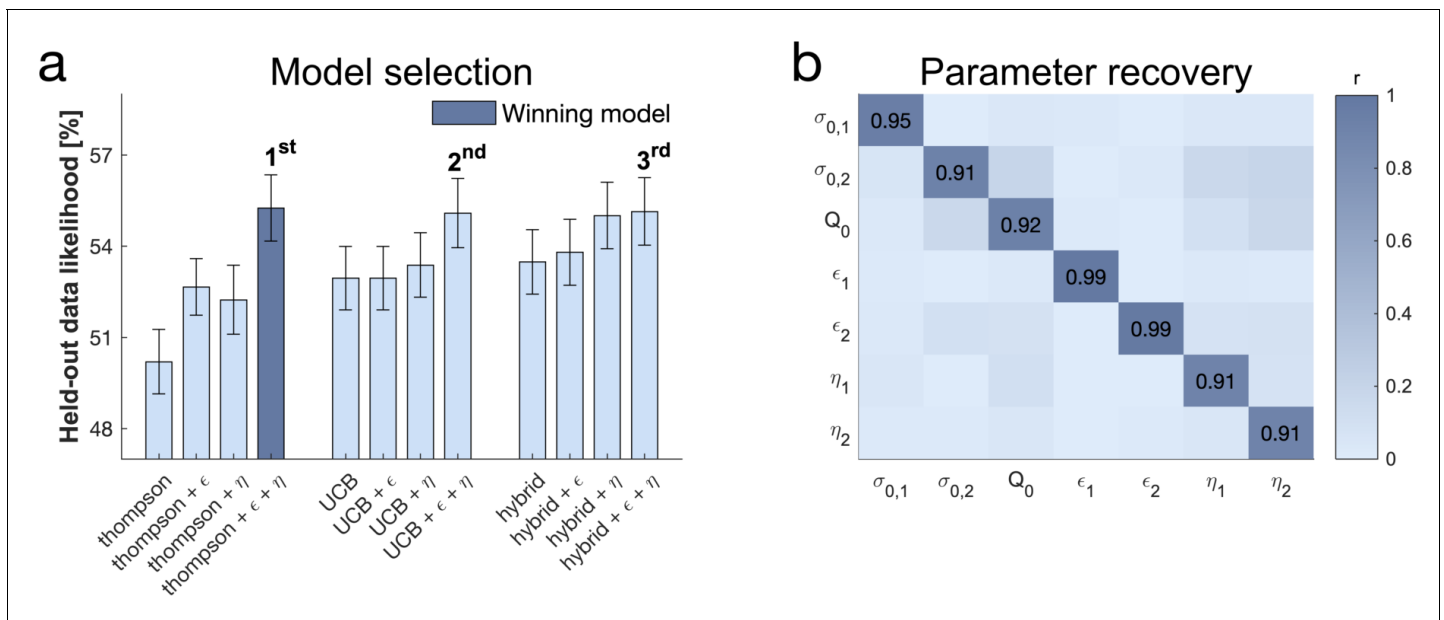 a
Model selection
Held-out data likelihood [%]
Winning model
57
54
51
48
1st
2nd
3rd
thompson
thompson + ϵ
thompson + η
thompson + ϵ + η
UCB
UCB + ϵ
UCB + η
UCB + ϵ + η
hybrid
hybrid + ϵ
hybrid + η
hybrid + ϵ + η
b
Parameter recovery
r
σ0,1
σ0,2
Q0
ϵ1
ϵ2
η1
η2
0.95
0.91
0.92
0.99
0.99
0.91
0.91
σ0,1 σ0,2 Q0 ϵ1 ϵ2 η1 η2
1
0.8
0.6
0.4
0.2
0